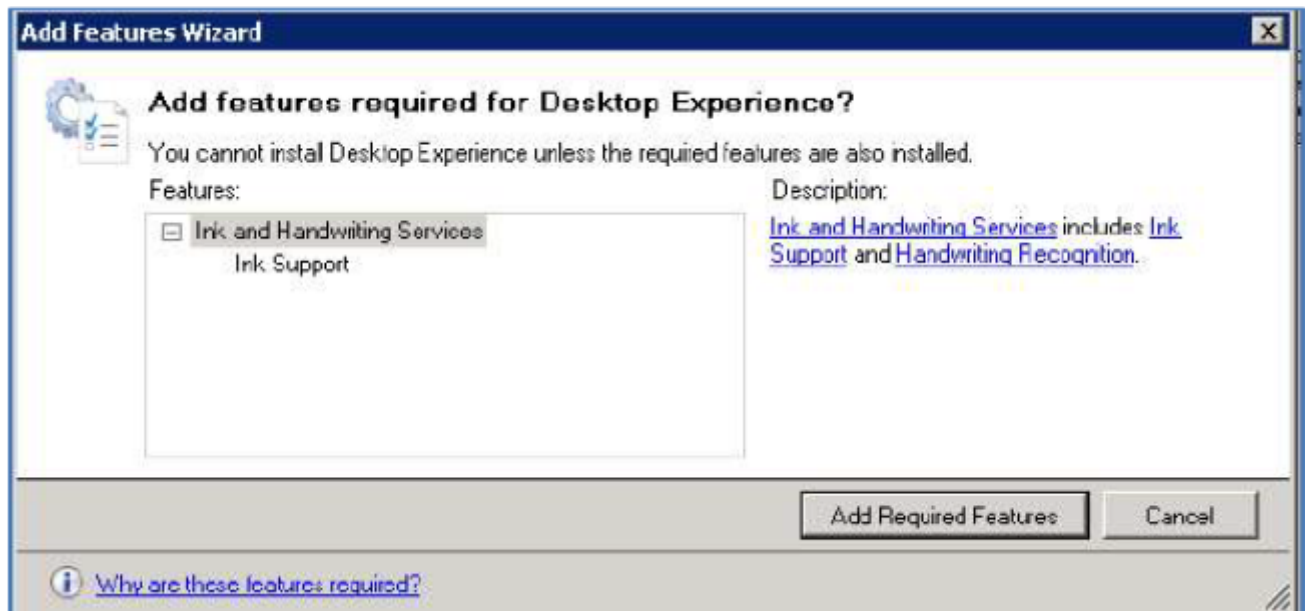 Add Features Wizard
Add features required for Desktop Experience?
You cannot install Desktop Experience unless the required features are also installed.
Features:
Ink and Handwriting Services
Ink Support
Description:
Ink and Handwriting Services includes Ink
Support and Handwriting Recognition.
Add Required Features
Cancel
Why are these features required?